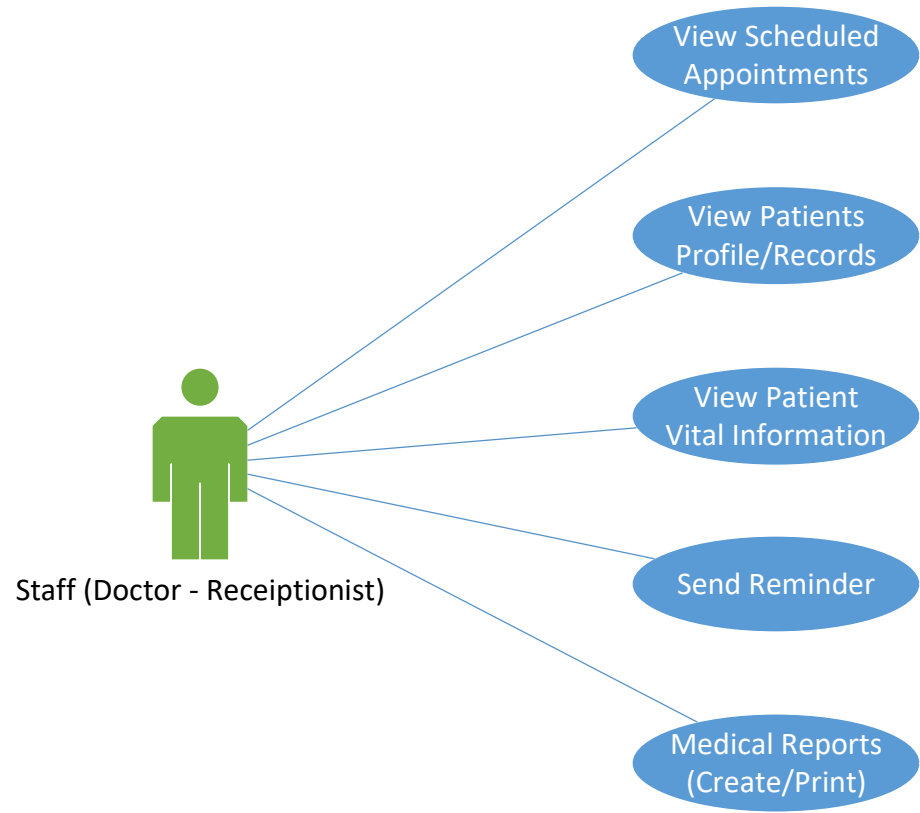 View Scheduled
Appointments
View Patients
Profile/Records
View Patient
Vital Information
Staff (Doctor - Receiptionist)
Send Reminder
Medical Reports
(Create/Print)